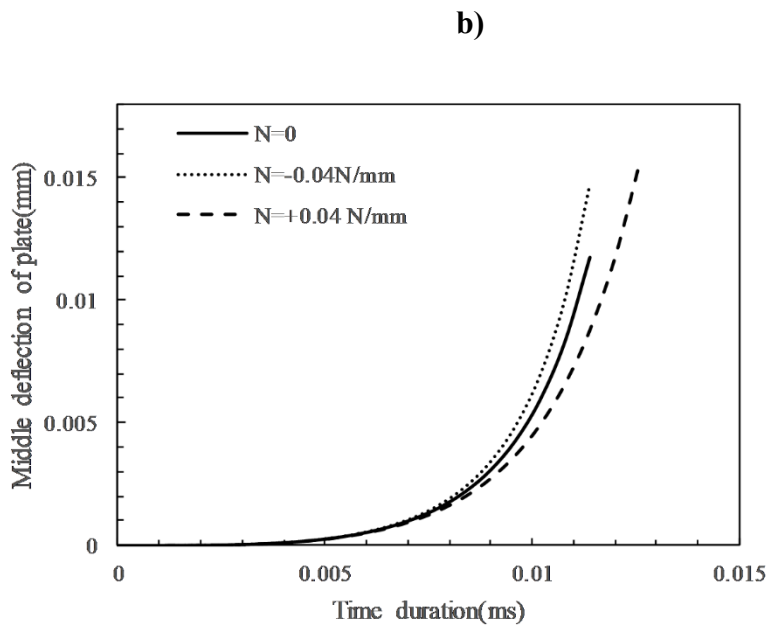 b)
N=0
N=-0.04N/mm
N=+0.04 N/mm
Middle deflection of plate(mm)
0.015
0.01
0.005
0
0
0.005
0.01
0.015
Time duration(ms)